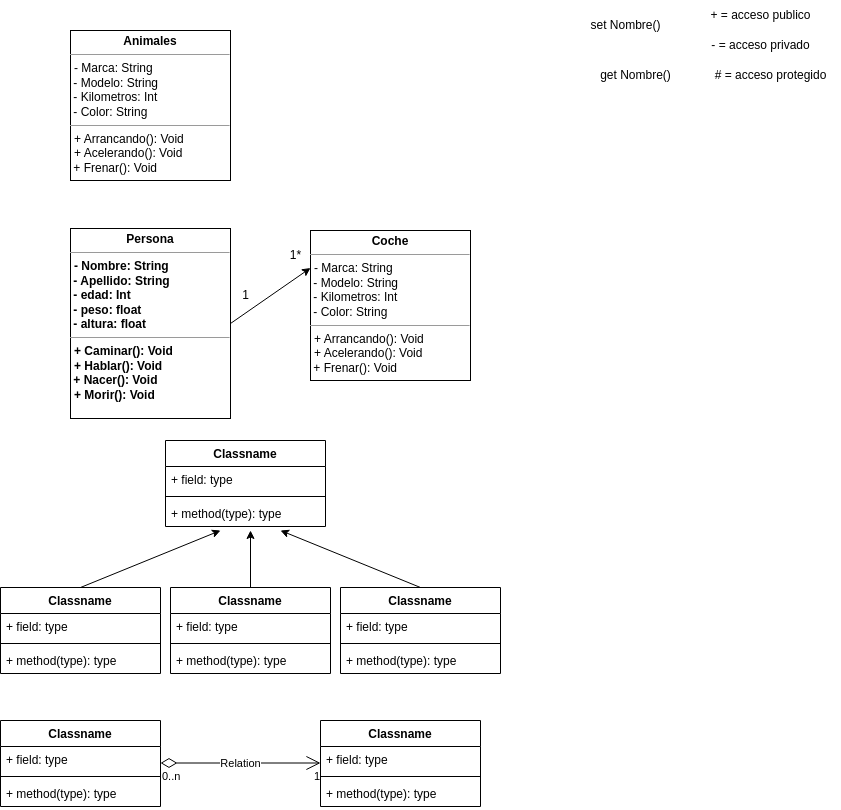 + = acceso publico
set Nombre()
- = acceso privado
get Nombre()
# = acceso protegido
Animales
- Marca: String
- Modelo: String
- Kilometros: Int
- Color: String
+ Arrancando(): Void
+ Acelerando(): Void
+ Frenar(): Void
Persona
- Nombre: String
- Apellido: String
- edad: Int
- peso: float
- altura: float
+ Caminar(): Void
+ Hablar(): Void
+ Nacer(): Void
+ Morir(): Void
1
1*
Coche
- Marca: String
- Modelo: String
- Kilometros: Int
- Color: String
+ Arrancando(): Void
+ Acelerando(): Void
+ Frenar(): Void
Classname
+ field: type
+ method(type): type
Classname
+ field: type
+ method(type): type
Classname
+ field: type
+ method(type): type
Classname
+ field: type
+ method(type): type
Classname
+ field: type
+ method(type): type
Relation
0..n
1
Classname
+ field: type
+ method(type): type